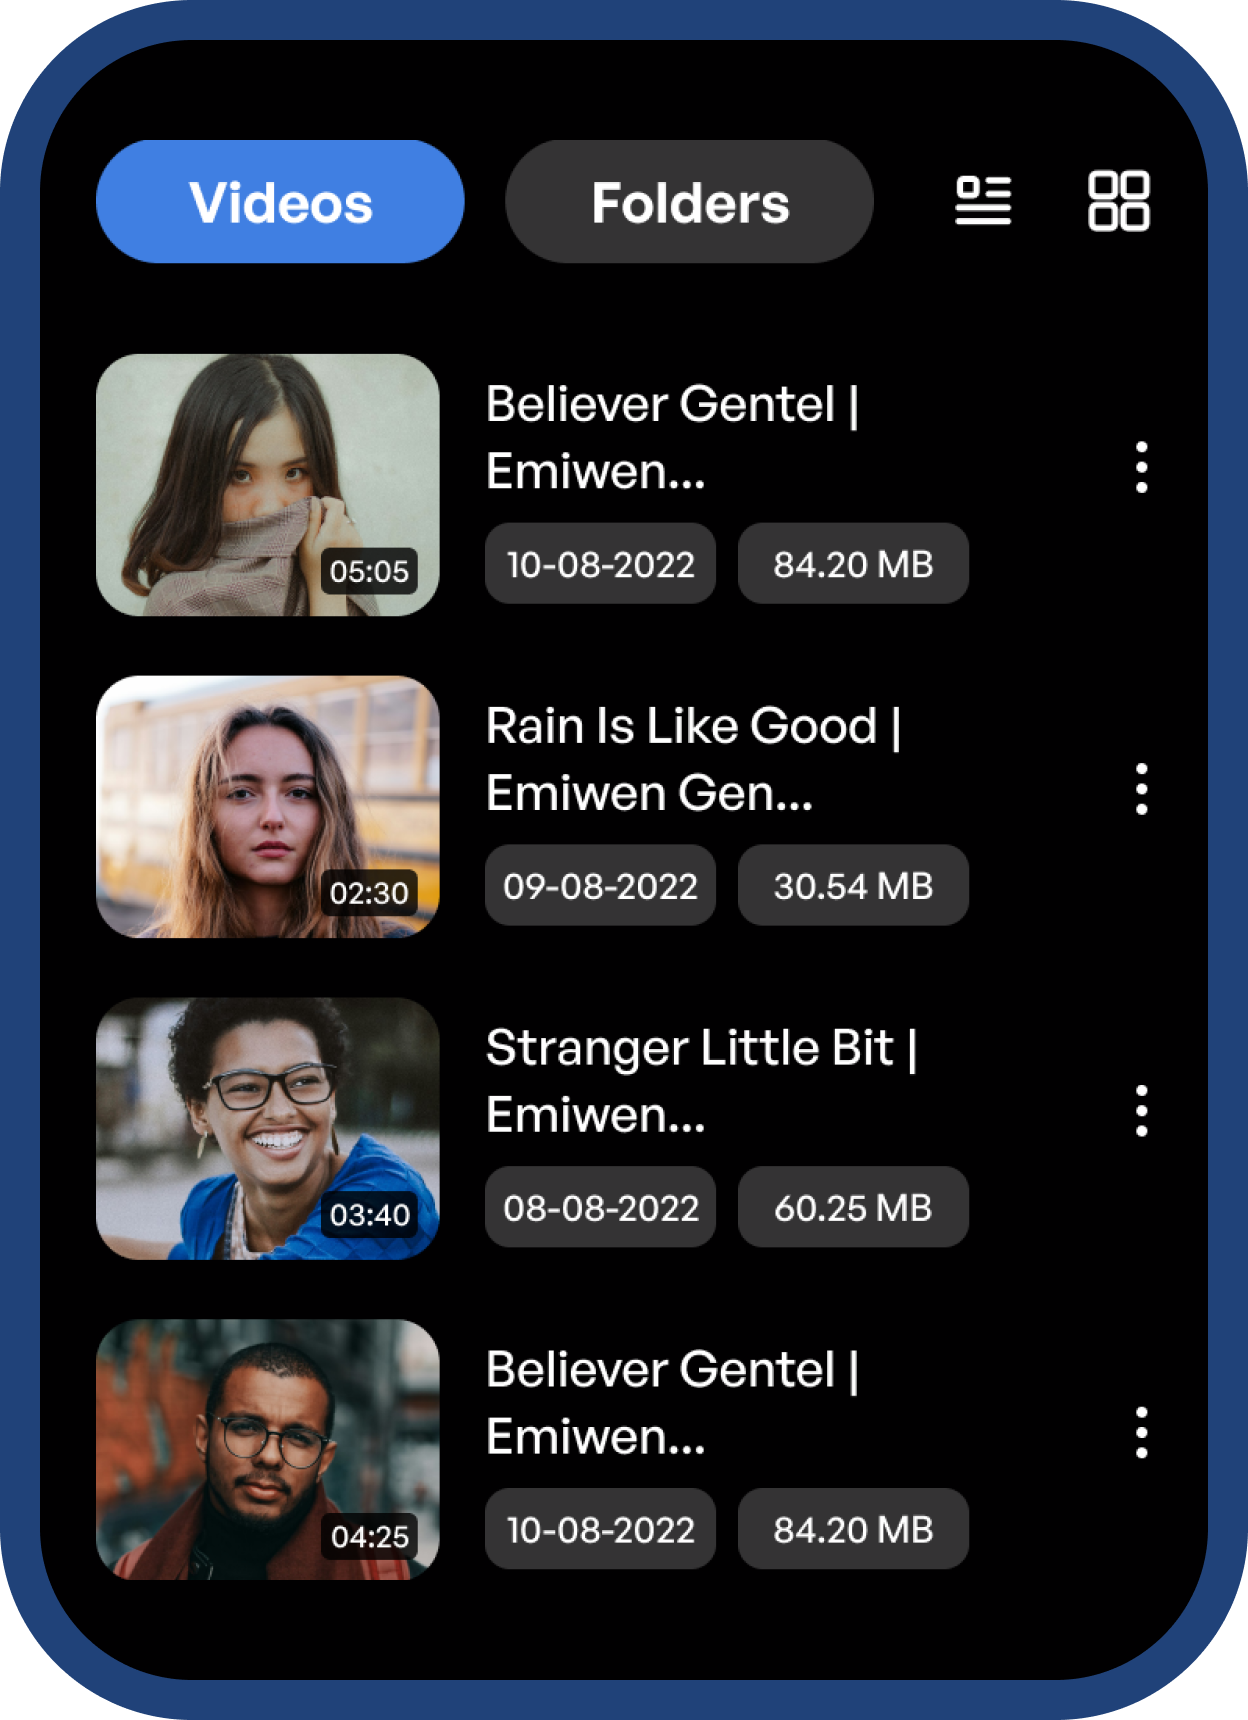 Videos
Folders
Believer Gentel |
Emiwen...
05:05
10-08-2022
84.20 MB
Rain Is Like Good |
Emiwen Gen...
02:30
09-08-2022
30.54 MB
Stranger Little Bit |
Emiwen...
03:40
08-08-2022
60.25 MB
Believer Gentel |
Emiwen...
04:25
10-08-2022
84.20 MB